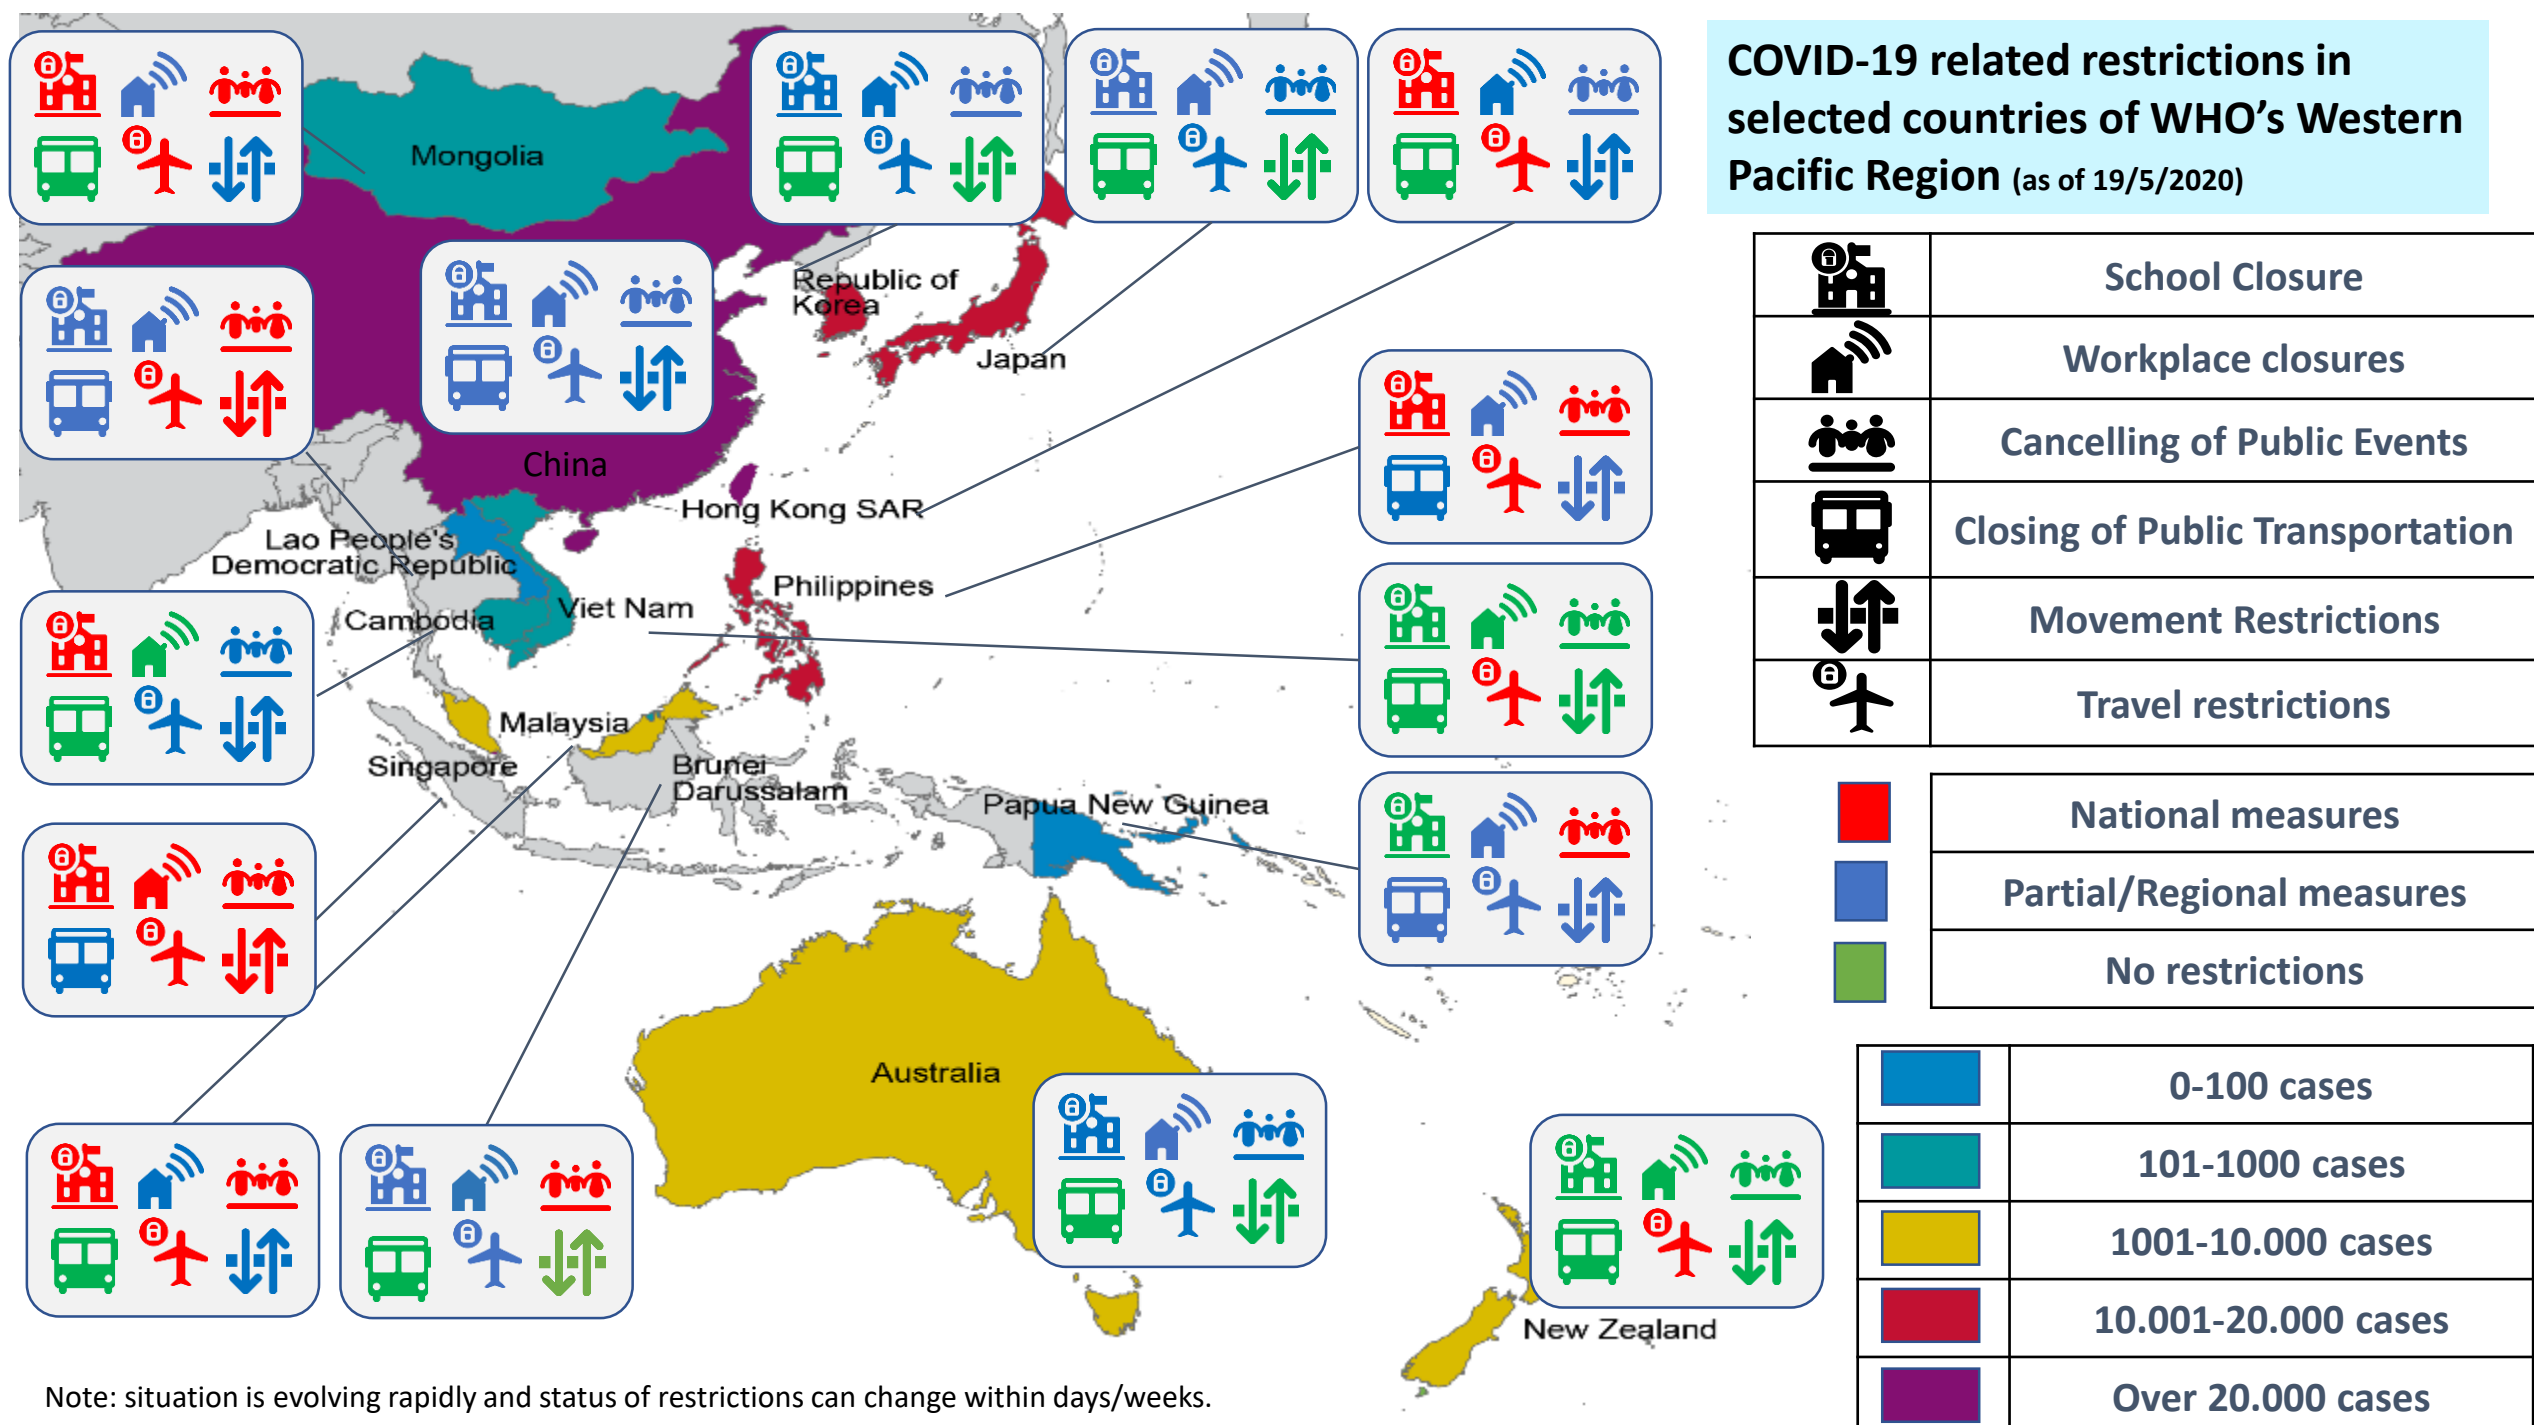 COVID-19 related restrictions in
selected countries of WHO's Western
Pacific Region (as of 19/5/2020)
School Closure
Workplace closures
Cancelling of Public Events
Closing of Public Transportation
Movement Restrictions
Travel restrictions
National measures
Partial/Regional measures
No restrictions
0-100 cases
101-1000 cases
1001-10.000 cases
10.001-20.000 cases
Over 20.000 cases
Mongolia
Republic of
Korea
Japan
China
Hong Kong SAR
Lao People's
Democratic Republic
Philippines
Viet Nam
Cambodia
Malaysia
Singapore
Brunei
Darussalam
Papua New Guinea
Australia
New Zealand
Note: situation is evolving rapidly and status of restrictions can change within days/weeks.